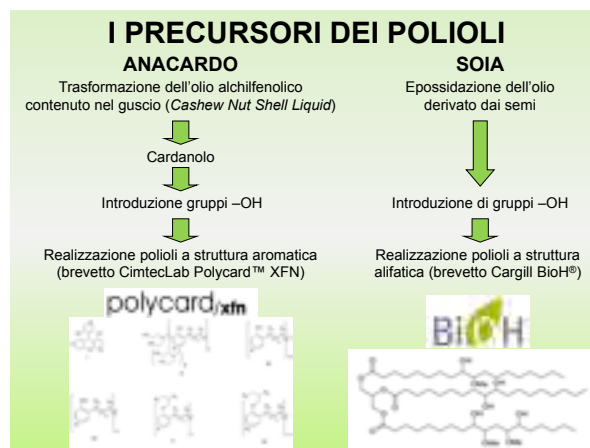 I PRECURSORI DEI POLIOLI
ANACARDO
Trasformazione dell'olio alchilfenolico
contenuto nel guscio (Cashew Nut Shell Liquid)
Cardanolo
Introduzione gruppi –OH
Realizzazione polioli a struttura aromatica
(brevetto CimtecLab Polycard™ XFN)
polycard/xfn
SOIA
Epossidazione dell'olio
derivato dai semi
Introduzione di gruppi –OH
Realizzazione polioli a struttura
alifatica (brevetto Cargill BioH®)
BiOH